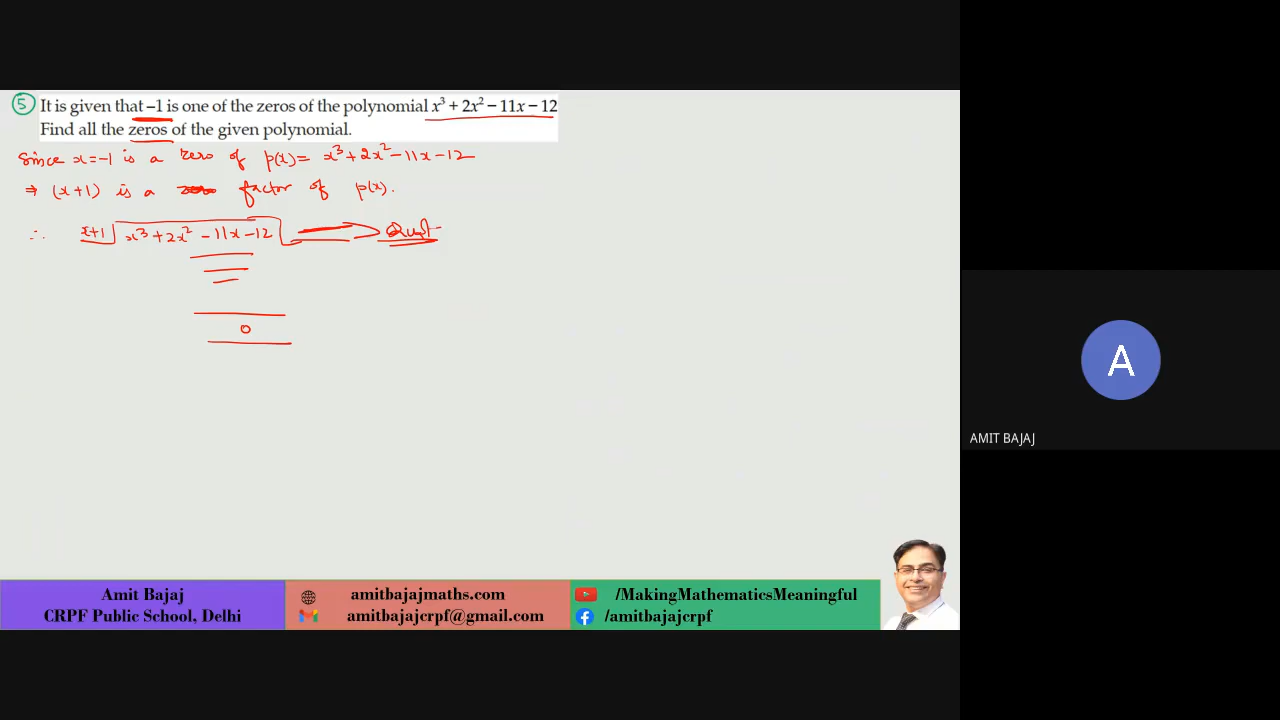 5 It is given that –1 is one of the zeros of the polynomial x³ + 2x² – 11x – 12
Find all the zeros of the given polynomial.
Since x=-1 is a zero of p(x)= x³+2x²-11x-12
⇒ (x+1) is a factor of p(x).
∴ x+1 x³+2x²-11x-12
0
A
AMIT BAJAJ
Amit Bajaj
CRPF Public School, Delhi
amitbajajmaths.com
amitbajajcrpf@gmail.com
/MakingMathematicsMeaningful
/amitbajajcrpf